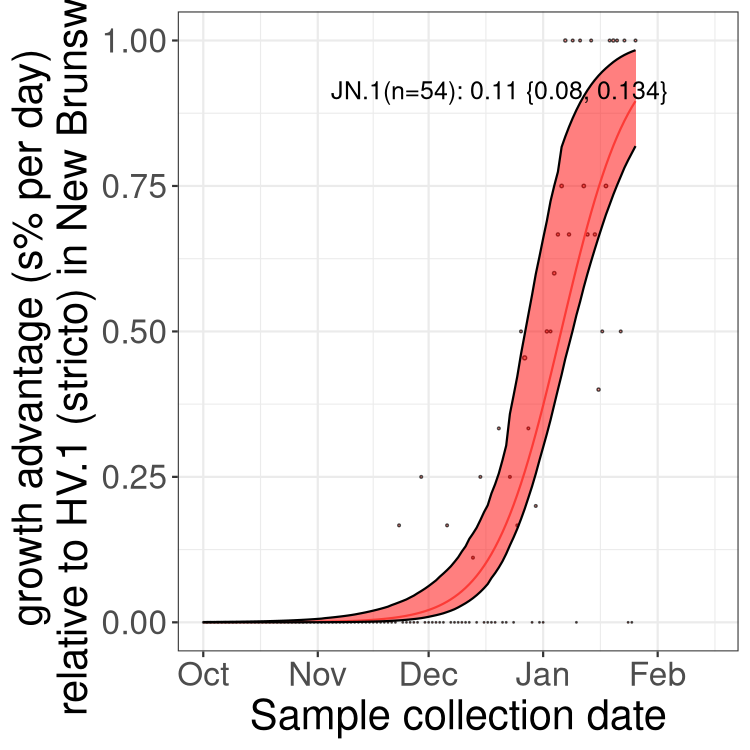 growth advantage (s% per day)
relative to HV.1 (stricto) in New Brunsw
1.00
0.75
0.50
0.25
0.00
JN.1(n=54): 0.11 {0.08, 0.134}
Oct Nov Dec Jan Feb
Sample collection date